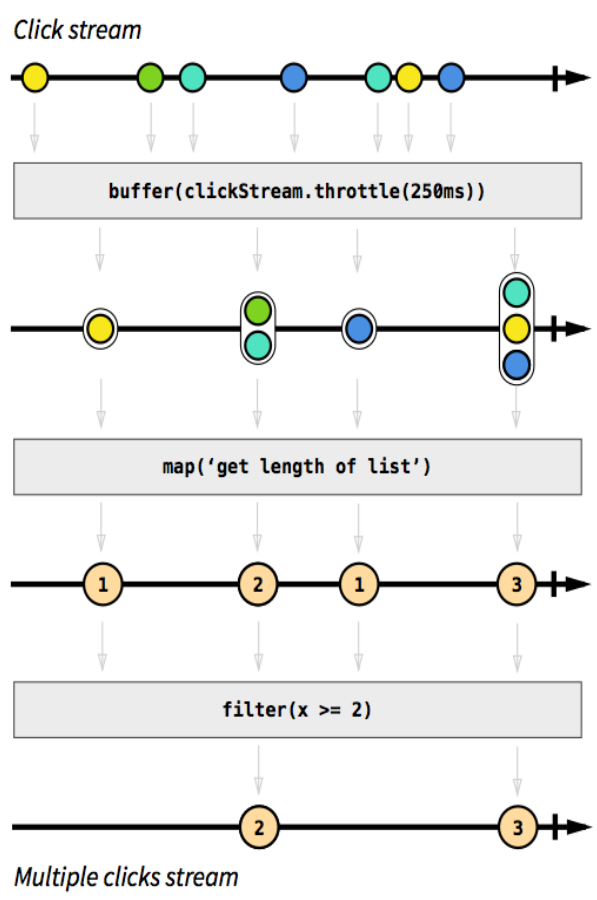 Click stream
buffer(clickStream.throttle(250ms))
map(‘get length of list’)
1 2 1 3
filter(x >= 2)
2 3
Multiple clicks stream